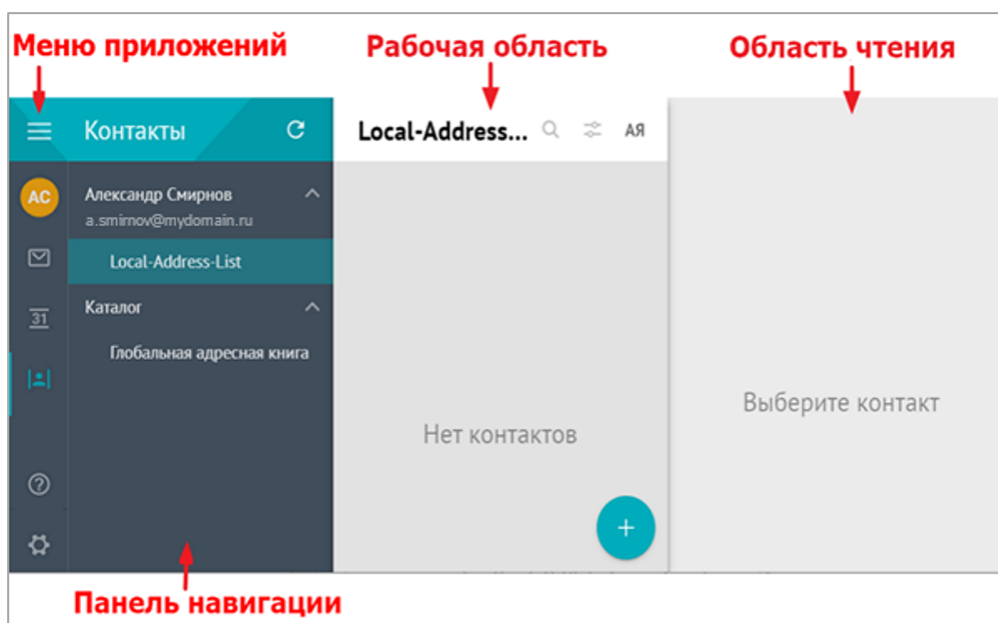 Меню приложений
Рабочая область
Область чтения
Контакты
Local-Address...
АЯ
АС
Александр Смирнов
a.smirnov@mydomain.ru
Local-Address-List
31
Каталог
Глобальная адресная книга
Нет контактов
Выберите контакт
Панель навигации